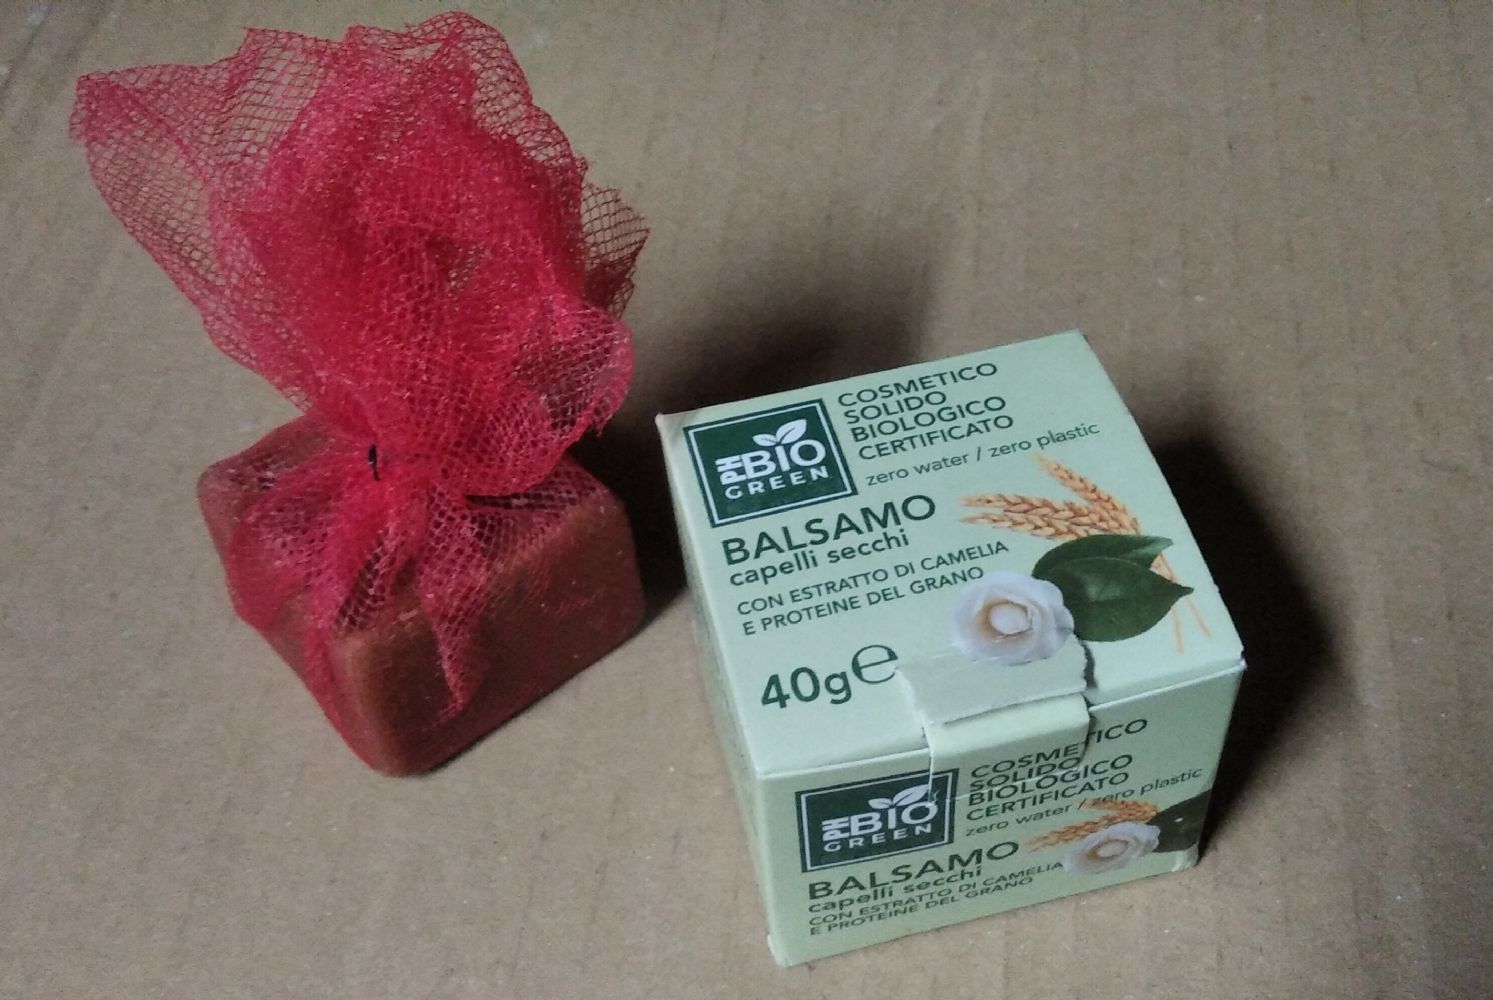 PH BIO
GREEN
COSMETICO
SOLIDO
BIOLOGICO
CERTIFICATO
zero water / zero plastic
BALSAMO
capelli secchi
CON ESTRATTO DI CAMELIA
E PROTEINE DEL GRANO
40g℮
PH BIO
GREEN
COSMETICO
SOLIDO
BIOLOGICO
CERTIFICATO
zero water / zero plastic
BALSAMO
capelli secchi
CON ESTRATTO DI CAMELIA
E PROTEINE DEL GRANO